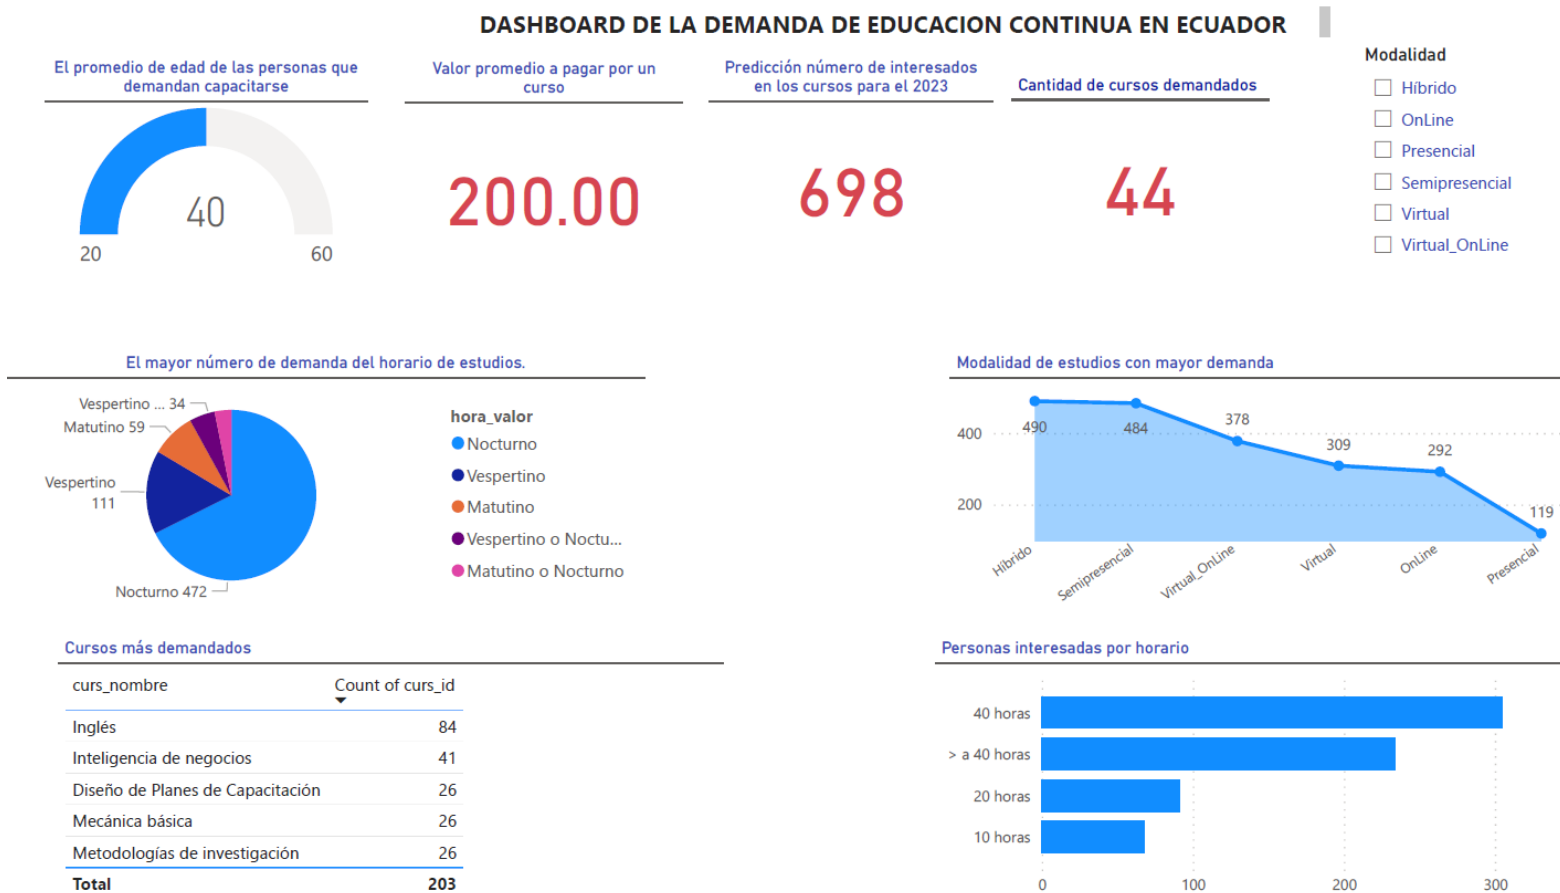 DASHBOARD DE LA DEMANDA DE EDUCACION CONTINUA EN ECUADOR
El promedio de edad de las personas que
demandan capacitarse
40
20
60
Valor promedio a pagar por un
curso
200.00
Predicción número de interesados
en los cursos para el 2023
698
Cantidad de cursos demandados
44
Modalidad
Híbrido
OnLine
Presencial
Semipresencial
Virtual
Virtual_OnLine
El mayor número de demanda del horario de estudios.
Vespertino ... 34
Matutino 59
Vespertino
111
Nocturno 472
hora_valor
Nocturno
Vespertino
Matutino
Vespertino o Noctu...
Matutino o Nocturno
Modalidad de estudios con mayor demanda
400
200
490
484
378
309
292
119
Híbrido
Semipresencial
Virtual_OnLine
Virtual
OnLine
Presencial
Cursos más demandados
curs_nombre Count of curs_id
Inglés 84
Inteligencia de negocios 41
Diseño de Planes de Capacitación 26
Mecánica básica 26
Metodologías de investigación 26
Total 203
Personas interesadas por horario
40 horas
> a 40 horas
20 horas
10 horas
0 100 200 300